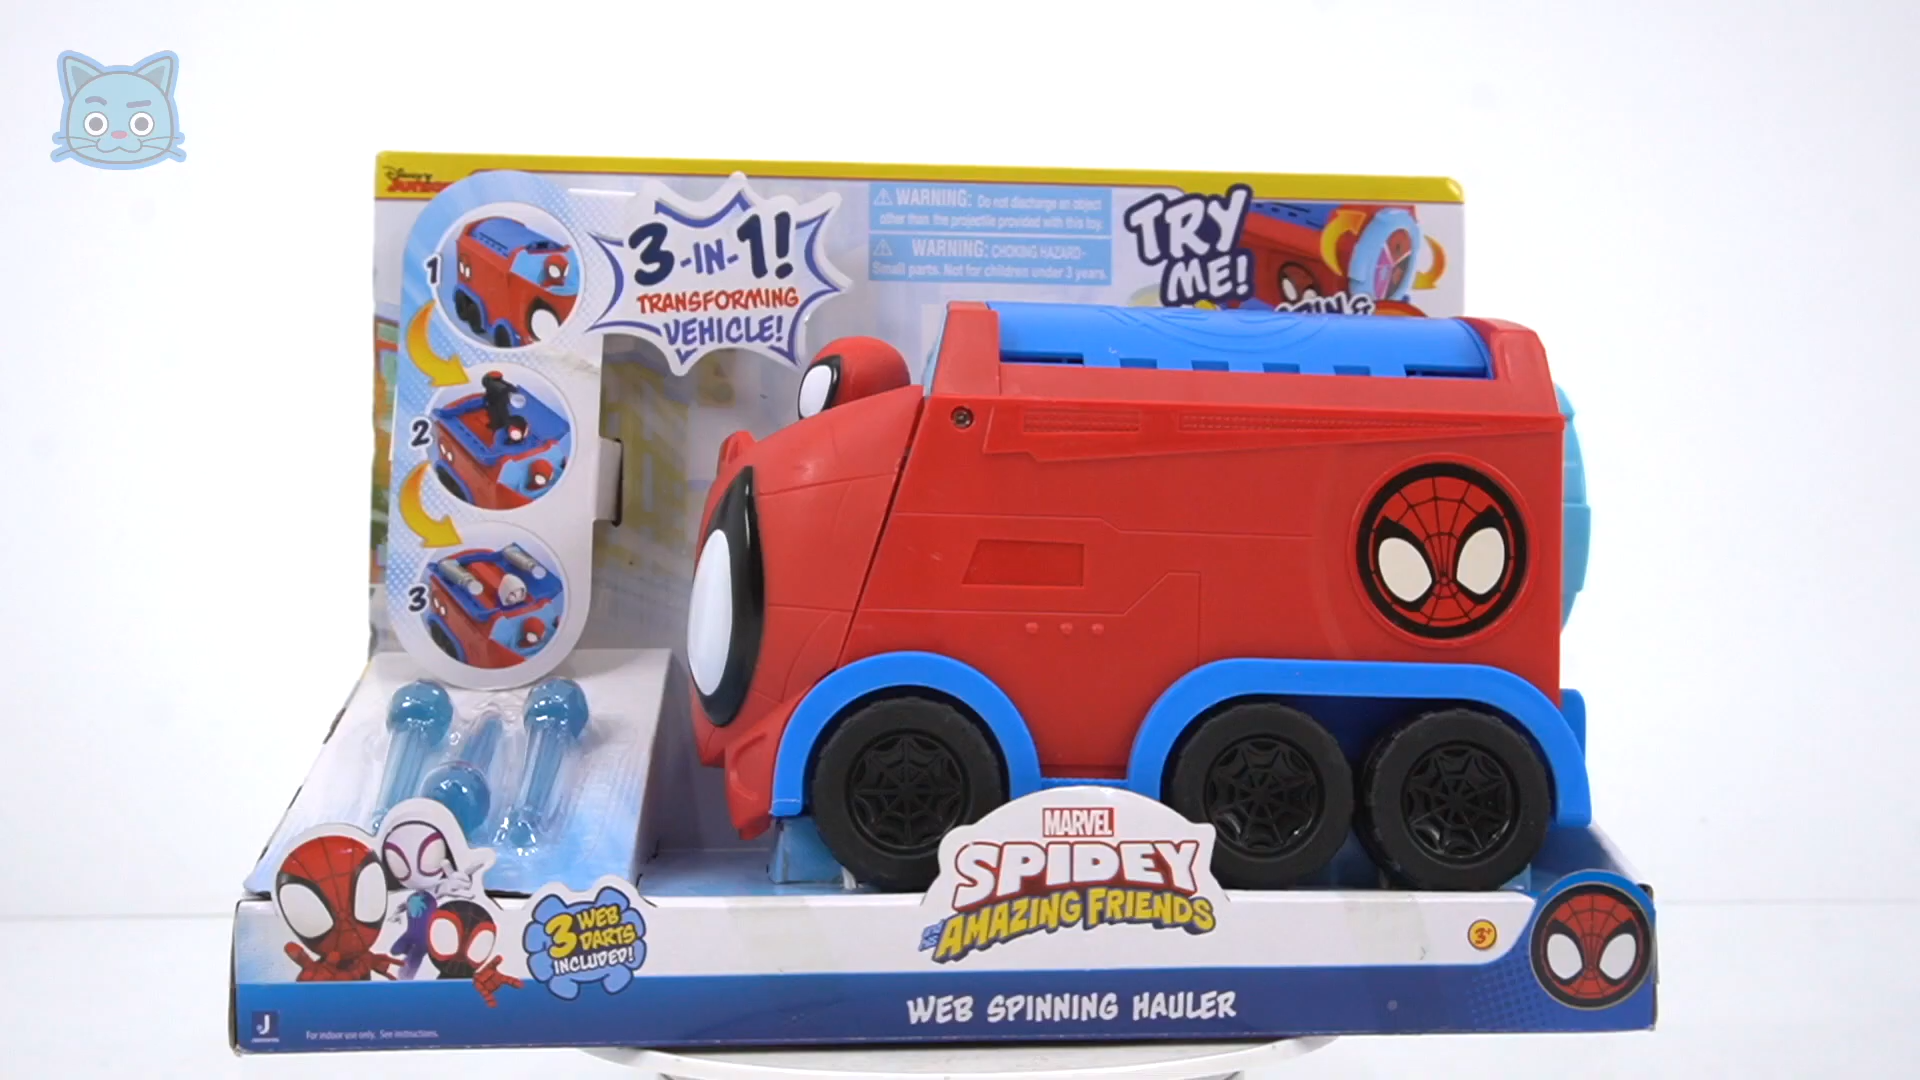 Disney
Junior
3-IN-1!
TRANSFORMING
VEHICLE!
WARNING: Do not discharge an object
other than the projectile provided with this toy.
WARNING: CHOKING HAZARD-
Small parts. Not for children under 3 years.
TRY
ME!
1
2
3
3 WEB
DARTS
INCLUDED!
MARVEL
SPIDEY
AND HIS
AMAZING FRIENDS
3+
WEB SPINNING HAULER
J
For indoor use only. See instructions.